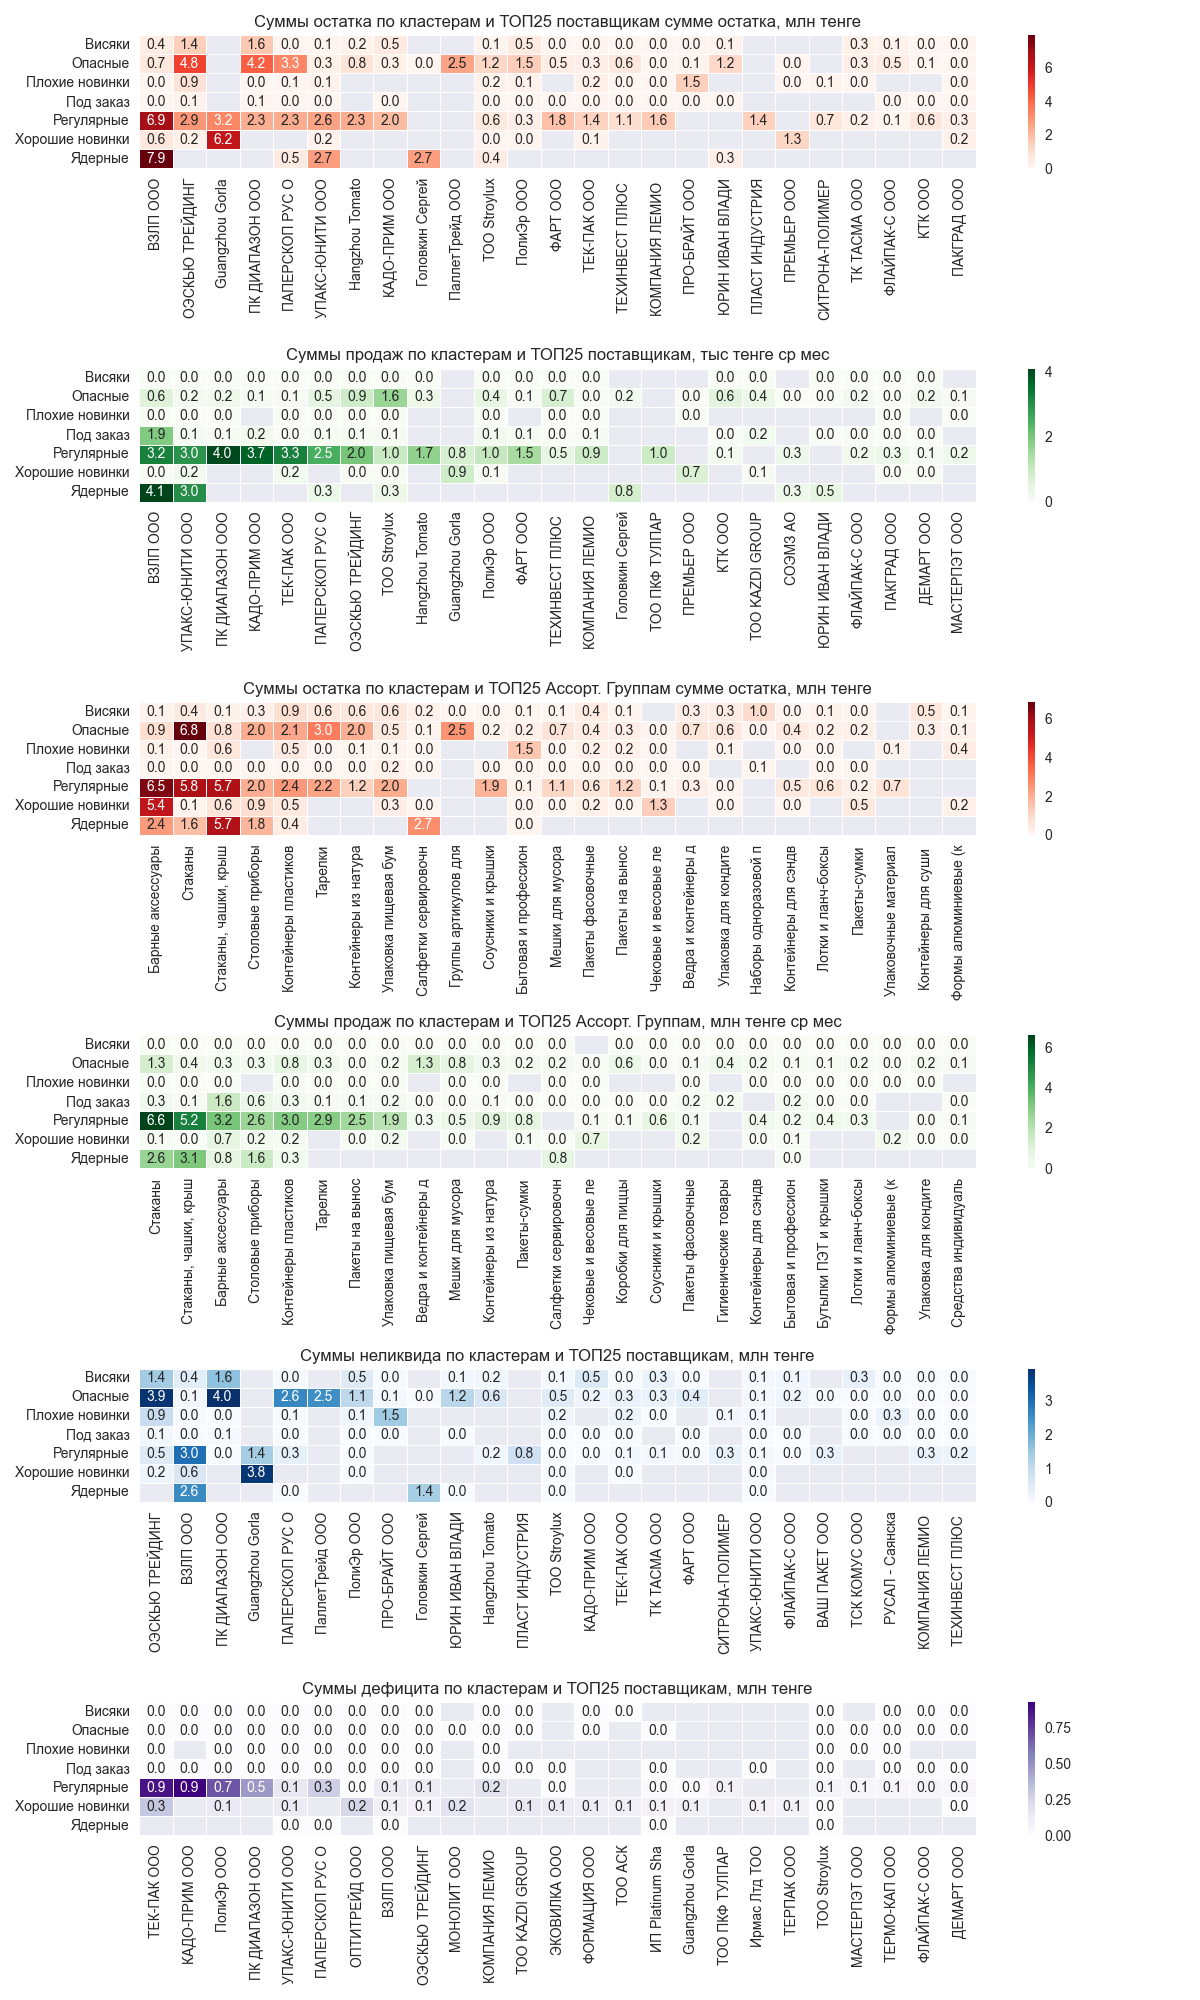 Суммы остатка по кластерам и ТОП25 поставщикам сумме остатка, млн тенге
Висяки 0.4 1.4 1.6 0.0 0.1 0.2 0.5 0.1 0.5 0.0 0.0 0.0 0.0 0.0 0.1 0.3 0.1 0.0 0.0
Опасные 0.7 4.8 4.2 3.3 0.3 0.8 0.3 0.0 2.5 1.2 1.5 0.5 0.3 0.6 0.0 0.1 1.2 0.0 0.3 0.5 0.1 0.0
Плохие новинки 0.0 0.9 0.0 0.1 0.1 0.2 0.1 0.2 0.0 0.0 1.5 0.0 0.1 0.0 0.0
Под заказ 0.0 0.1 0.1 0.0 0.0 0.0 0.0 0.0 0.0 0.0 0.0 0.0 0.0 0.0 0.0 0.0 0.0
Регулярные 6.9 2.9 3.2 2.3 2.3 2.6 2.3 2.0 0.6 0.3 1.8 1.4 1.1 1.6 1.4 0.7 0.2 0.1 0.6 0.3
Хорошие новинки 0.6 0.2 6.2 0.2 0.0 0.0 0.1 1.3 0.2
Ядерные 7.9 0.5 2.7 2.7 0.4 0.3
6
4
2
0
ВЗЛП ООО
ОЭСКЬЮ ТРЕЙДИНГ
Guangzhou Gorla
ПК ДИАПАЗОН ООО
ПАПЕРСКОП РУС О
УПАКС-ЮНИТИ ООО
Hangzhou Tomato
КАДО-ПРИМ ООО
Головкин Сергей
ПаллетТрейд ООО
ТОО Stroylux
ПолиЭр ООО
ФАРТ ООО
ТЕК-ПАК ООО
ТЕХИНВЕСТ ПЛЮС
КОМПАНИЯ ЛЕМИО
ПРО-БРАЙТ ООО
ЮРИН ИВАН ВЛАДИ
ПЛАСТ ИНДУСТРИЯ
ПРЕМЬЕР ООО
СИТРОНА-ПОЛИМЕР
ТК ТАСМА ООО
ФЛАЙПАК-С ООО
КТК ООО
ПАКГРАД ООО
Суммы продаж по кластерам и ТОП25 поставщикам, тыс тенге ср мес
Висяки 0.0 0.0 0.0 0.0 0.0 0.0 0.0 0.0 0.0 0.0 0.0 0.0 0.0 0.0 0.0 0.0 0.0 0.0 0.0
Опасные 0.6 0.2 0.2 0.1 0.1 0.5 0.9 1.6 0.3 0.4 0.1 0.7 0.0 0.2 0.0 0.6 0.4 0.0 0.0 0.2 0.0 0.2 0.1
Плохие новинки 0.0 0.0 0.0 0.0 0.0 0.0 0.0 0.0 0.0 0.0 0.0 0.0 0.0
Под заказ 1.9 0.1 0.1 0.2 0.0 0.1 0.1 0.1 0.1 0.1 0.0 0.1 0.0 0.2 0.0 0.0 0.0 0.0
Регулярные 3.2 3.0 4.0 3.7 3.3 2.5 2.0 1.0 1.7 0.8 1.0 1.5 0.5 0.9 1.0 0.1 0.3 0.2 0.3 0.1 0.2
Хорошие новинки 0.0 0.2 0.2 0.0 0.0 0.9 0.1 0.7 0.1 0.0 0.0
Ядерные 4.1 3.0 0.3 0.3 0.8 0.3 0.5
4
2
0
ВЗЛП ООО
УПАКС-ЮНИТИ ООО
ПК ДИАПАЗОН ООО
КАДО-ПРИМ ООО
ТЕК-ПАК ООО
ПАПЕРСКОП РУС О
ОЭСКЬЮ ТРЕЙДИНГ
ТОО Stroylux
Hangzhou Tomato
Guangzhou Gorla
ПолиЭр ООО
ФАРТ ООО
ТЕХИНВЕСТ ПЛЮС
КОМПАНИЯ ЛЕМИО
Головкин Сергей
ТОО ПКФ ТУЛПАР
ПРЕМЬЕР ООО
КТК ООО
ТОО KAZDI GROUP
СОЭМЗ АО
ЮРИН ИВАН ВЛАДИ
ФЛАЙПАК-С ООО
ПАКГРАД ООО
ДЕМАРТ ООО
МАСТЕРПЭТ ООО
Суммы остатка по кластерам и ТОП25 Ассорт. Группам сумме остатка, млн тенге
Висяки 0.1 0.4 0.1 0.3 0.9 0.6 0.6 0.6 0.2 0.0 0.0 0.1 0.1 0.4 0.1 0.3 0.3 1.0 0.0 0.1 0.0 0.5 0.1
Опасные 0.9 6.8 0.8 2.0 2.1 3.0 2.0 0.5 0.1 2.5 0.2 0.2 0.7 0.4 0.3 0.0 0.7 0.6 0.0 0.4 0.2 0.2 0.3 0.1
Плохие новинки 0.1 0.0 0.6 0.5 0.0 0.1 0.1 0.0 0.0 1.5 0.0 0.2 0.2 0.0 0.1 0.0 0.0 0.1 0.4
Под заказ 0.0 0.0 0.0 0.0 0.0 0.0 0.0 0.2 0.0 0.0 0.0 0.0 0.0 0.0 0.0 0.0 0.1 0.0 0.0
Регулярные 6.5 5.8 5.7 2.0 2.4 2.2 1.2 2.0 1.9 0.1 1.1 0.6 1.2 0.1 0.3 0.0 0.5 0.6 0.2 0.7
Хорошие новинки 5.4 0.1 0.6 0.9 0.5 0.3 0.0 0.0 0.0 0.2 0.0 1.3 0.0 0.0 0.5 0.2
Ядерные 2.4 1.6 5.7 1.8 0.4 2.7 0.0
6
4
2
0
Барные аксессуары
Стаканы
Стаканы, чашки, крыш
Столовые приборы
Контейнеры пластиков
Тарелки
Контейнеры из натура
Упаковка пищевая бум
Салфетки сервировочн
Группы артикулов для
Соусники и крышки
Бытовая и профессион
Мешки для мусора
Пакеты фасовочные
Пакеты на вынос
Чековые и весовые ле
Ведра и контейнеры д
Упаковка для кондите
Наборы одноразовой п
Контейнеры для сэндв
Лотки и ланч-боксы
Пакеты-сумки
Упаковочные материал
Контейнеры для суши
Формы алюминиевые (к
Суммы продаж по кластерам и ТОП25 Ассорт. Группам, млн тенге ср мес
Висяки 0.0 0.0 0.0 0.0 0.0 0.0 0.0 0.0 0.0 0.0 0.0 0.0 0.0 0.0 0.0 0.0 0.0 0.0 0.0 0.0 0.0 0.0 0.0 0.0
Опасные 1.3 0.4 0.3 0.3 0.8 0.3 0.0 0.2 1.3 0.8 0.3 0.2 0.2 0.0 0.6 0.0 0.1 0.4 0.2 0.1 0.1 0.2 0.0 0.2 0.1
Плохие новинки 0.0 0.0 0.0 0.0 0.0 0.0 0.0 0.0 0.0 0.0 0.0 0.0 0.0 0.0 0.0 0.0 0.0 0.0 0.0
Под заказ 0.3 0.1 1.6 0.6 0.3 0.1 0.1 0.2 0.0 0.0 0.1 0.0 0.0 0.0 0.0 0.0 0.2 0.2 0.2 0.0 0.0 0.0
Регулярные 6.6 5.2 3.2 2.6 3.0 2.9 2.5 1.9 0.3 0.5 0.9 0.8 0.1 0.1 0.6 0.1 0.4 0.2 0.4 0.3 0.0 0.1
Хорошие новинки 0.1 0.0 0.7 0.2 0.2 0.0 0.2 0.0 0.1 0.0 0.7 0.2 0.0 0.1 0.2 0.0 0.0
Ядерные 2.6 3.1 0.8 1.6 0.3 0.8 0.0
6
4
2
0
Стаканы
Стаканы, чашки, крыш
Барные аксессуары
Столовые приборы
Контейнеры пластиков
Тарелки
Пакеты на вынос
Упаковка пищевая бум
Ведра и контейнеры д
Мешки для мусора
Контейнеры из натура
Пакеты-сумки
Салфетки сервировочн
Чековые и весовые ле
Коробки для пиццы
Соусники и крышки
Пакеты фасовочные
Гигиенические товары
Контейнеры для сэндв
Бытовая и профессион
Бутылки ПЭТ и крышки
Лотки и ланч-боксы
Формы алюминиевые (к
Упаковка для кондите
Средства индивидуаль
Суммы неликвида по кластерам и ТОП25 поставщикам, млн тенге
Висяки 1.4 0.4 1.6 0.0 0.5 0.0 0.1 0.2 0.1 0.5 0.0 0.3 0.0 0.1 0.1 0.3 0.0 0.0 0.0
Опасные 3.9 0.1 4.0 2.6 2.5 1.1 0.1 0.0 1.2 0.6 0.5 0.2 0.3 0.3 0.4 0.1 0.2 0.0 0.0 0.0 0.0 0.0
Плохие новинки 0.9 0.0 0.0 0.1 0.1 1.5 0.2 0.2 0.0 0.1 0.1 0.0 0.3 0.0 0.0
Под заказ 0.1 0.0 0.1 0.0 0.0 0.0 0.0 0.0 0.0 0.0 0.0 0.0 0.0 0.0 0.0 0.0 0.0
Регулярные 0.5 3.0 0.0 1.4 0.3 0.0 0.2 0.8 0.0 0.0 0.1 0.1 0.0 0.3 0.1 0.0 0.3 0.3 0.2
Хорошие новинки 0.2 0.6 3.8 0.0 0.0 0.0 0.0
Ядерные 2.6 0.0 1.4 0.0 0.0
3
2
1
0
ОЭСКЬЮ ТРЕЙДИНГ
ВЗЛП ООО
ПК ДИАПАЗОН ООО
Guangzhou Gorla
ПАПЕРСКОП РУС О
ПаллетТрейд ООО
ПолиЭр ООО
ПРО-БРАЙТ ООО
Головкин Сергей
ЮРИН ИВАН ВЛАДИ
Hangzhou Tomato
ПЛАСТ ИНДУСТРИЯ
ТОО Stroylux
КАДО-ПРИМ ООО
ТЕК-ПАК ООО
ТК ТАСМА ООО
ФАРТ ООО
СИТРОНА-ПОЛИМЕР
УПАКС-ЮНИТИ ООО
ФЛАЙПАК-С ООО
ВАШ ПАКЕТ ООО
ТСК КОМУС ООО
РУСАЛ - Саянска
КОМПАНИЯ ЛЕМИО
ТЕХИНВЕСТ ПЛЮС
Суммы дефицита по кластерам и ТОП25 поставщикам, млн тенге
Висяки 0.0 0.0 0.0 0.0 0.0 0.0 0.0 0.0 0.0 0.0 0.0 0.0 0.0 0.0 0.0 0.0 0.0
Опасные 0.0 0.0 0.0 0.0 0.0 0.0 0.0 0.0 0.0 0.0 0.0 0.0 0.0 0.0 0.0 0.0 0.0 0.0 0.0
Плохие новинки 0.0 0.0 0.0 0.0 0.0 0.0 0.0 0.0 0.0 0.0 0.0 0.0
Под заказ 0.0 0.0 0.0 0.0 0.0 0.0 0.0 0.0 0.0 0.0 0.0 0.0 0.0 0.0 0.0 0.0 0.0 0.0
Регулярные 0.9 0.9 0.7 0.5 0.1 0.3 0.0 0.1 0.1 0.2 0.0 0.0 0.0 0.1 0.1 0.1 0.1 0.0 0.0
Хорошие новинки 0.3 0.1 0.1 0.2 0.1 0.1 0.2 0.1 0.1 0.1 0.1 0.1 0.1 0.1 0.1 0.0 0.0
Ядерные 0.0 0.0 0.0 0.0 0.0
0.75
0.50
0.25
0.00
ТЕК-ПАК ООО
КАДО-ПРИМ ООО
ПолиЭр ООО
ПК ДИАПАЗОН ООО
УПАКС-ЮНИТИ ООО
ПАПЕРСКОП РУС О
ОПТИТРЕЙД ООО
ВЗЛП ООО
ОЭСКЬЮ ТРЕЙДИНГ
МОНОЛИТ ООО
КОМПАНИЯ ЛЕМИО
ТОО KAZDI GROUP
ЭКОВИЛКА ООО
ФОРМАЦИЯ ООО
ТОО АСК
ИП Platinum Sha
Guangzhou Gorla
ТОО ПКФ ТУЛПАР
Ирмас Лтд ТОО
ТЕРПАК ООО
ТОО Stroylux
МАСТЕРПЭТ ООО
ТЕРМО-КАП ООО
ФЛАЙПАК-С ООО
ДЕМАРТ ООО